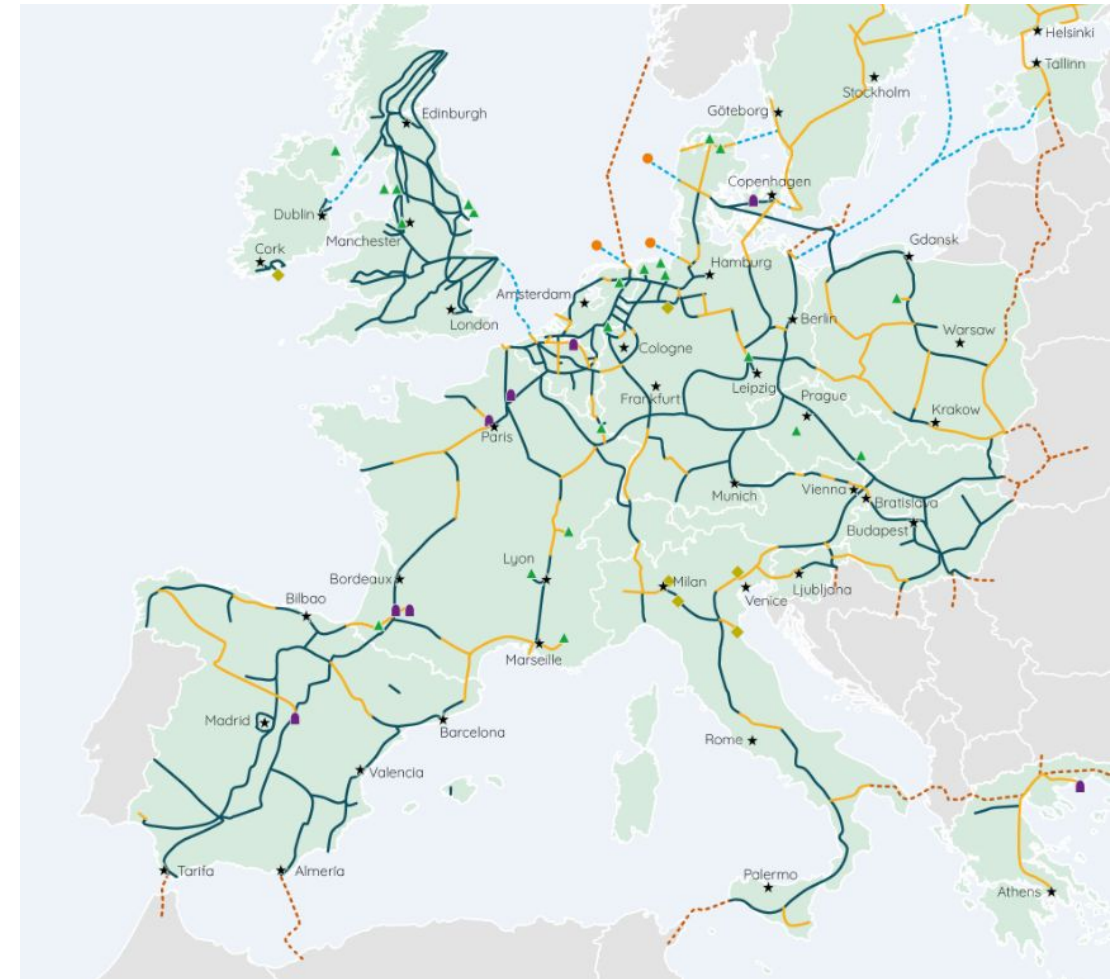 Helsinki
Tallinn
Stockholm
Göteborg
Edinburgh
Copenhagen
Dublin
Manchester
Cork
Gdansk
Hamburg
Amsterdam
London
Berlin
Warsaw
Cologne
Leipzig
Frankfurt
Prague
Krakow
Paris
Munich
Vienna
Bratislava
Budapest
Lyon
Bordeaux
Milan
Venice
Ljubljana
Bilbao
Marseille
Madrid
Barcelona
Rome
Valencia
Tarifa
Almería
Palermo
Athens